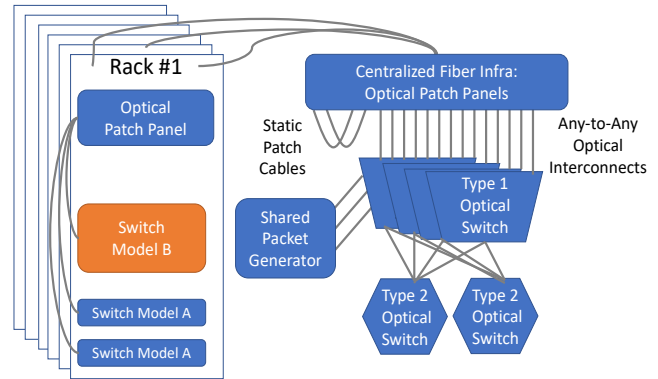 Rack #1
Optical
Patch Panel
Switch
Model B
Switch Model A
Switch Model A
Centralized Fiber Infra:
Optical Patch Panels
Static
Patch
Cables
Any-to-Any
Optical
Interconnects
Type 1
Optical
Switch
Shared
Packet
Generator
Type 2
Optical
Switch
Type 2
Optical
Switch